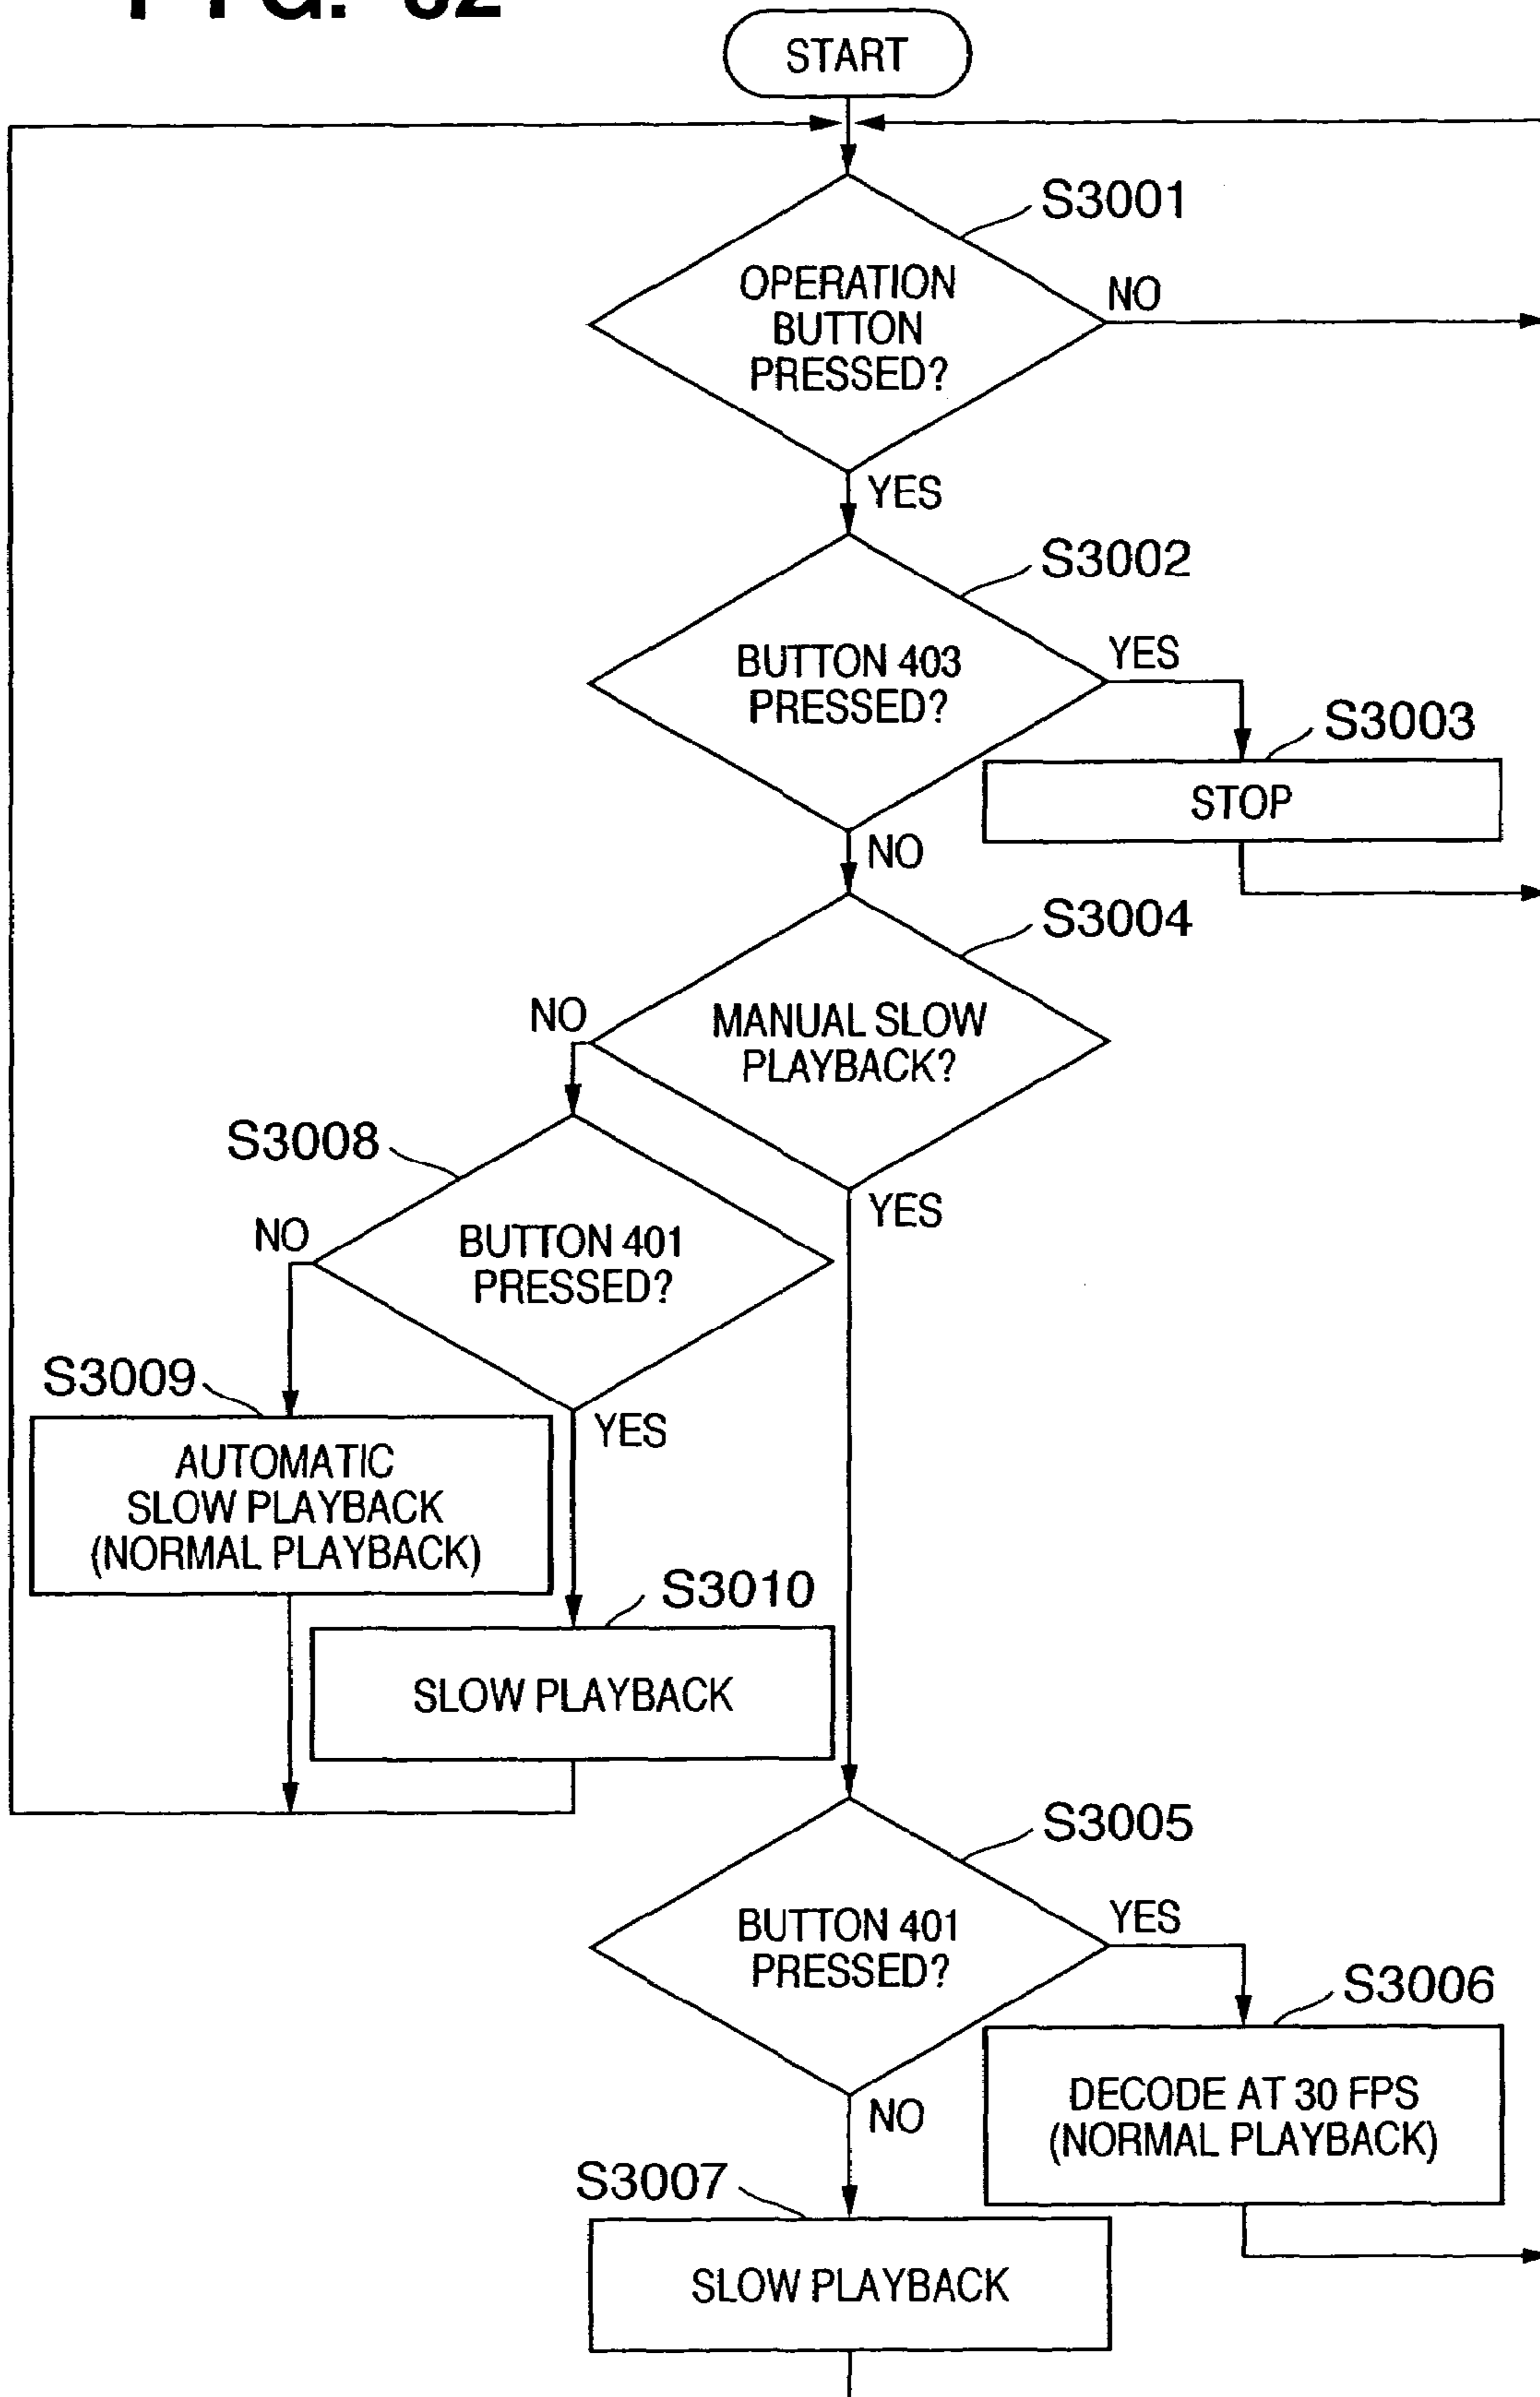 START
S3001
OPERATION
BUTTON
PRESSED?
NO
YES
S3002
BUTTON 403
PRESSED?
YES
S3003
STOP
NO
S3004
MANUAL SLOW
PLAYBACK?
NO
YES
S3008
BUTTON 401
PRESSED?
NO
YES
S3009
AUTOMATIC
SLOW PLAYBACK
(NORMAL PLAYBACK)
S3010
SLOW PLAYBACK
S3005
BUTTON 401
PRESSED?
YES
S3006
DECODE AT 30 FPS
(NORMAL PLAYBACK)
NO
S3007
SLOW PLAYBACK